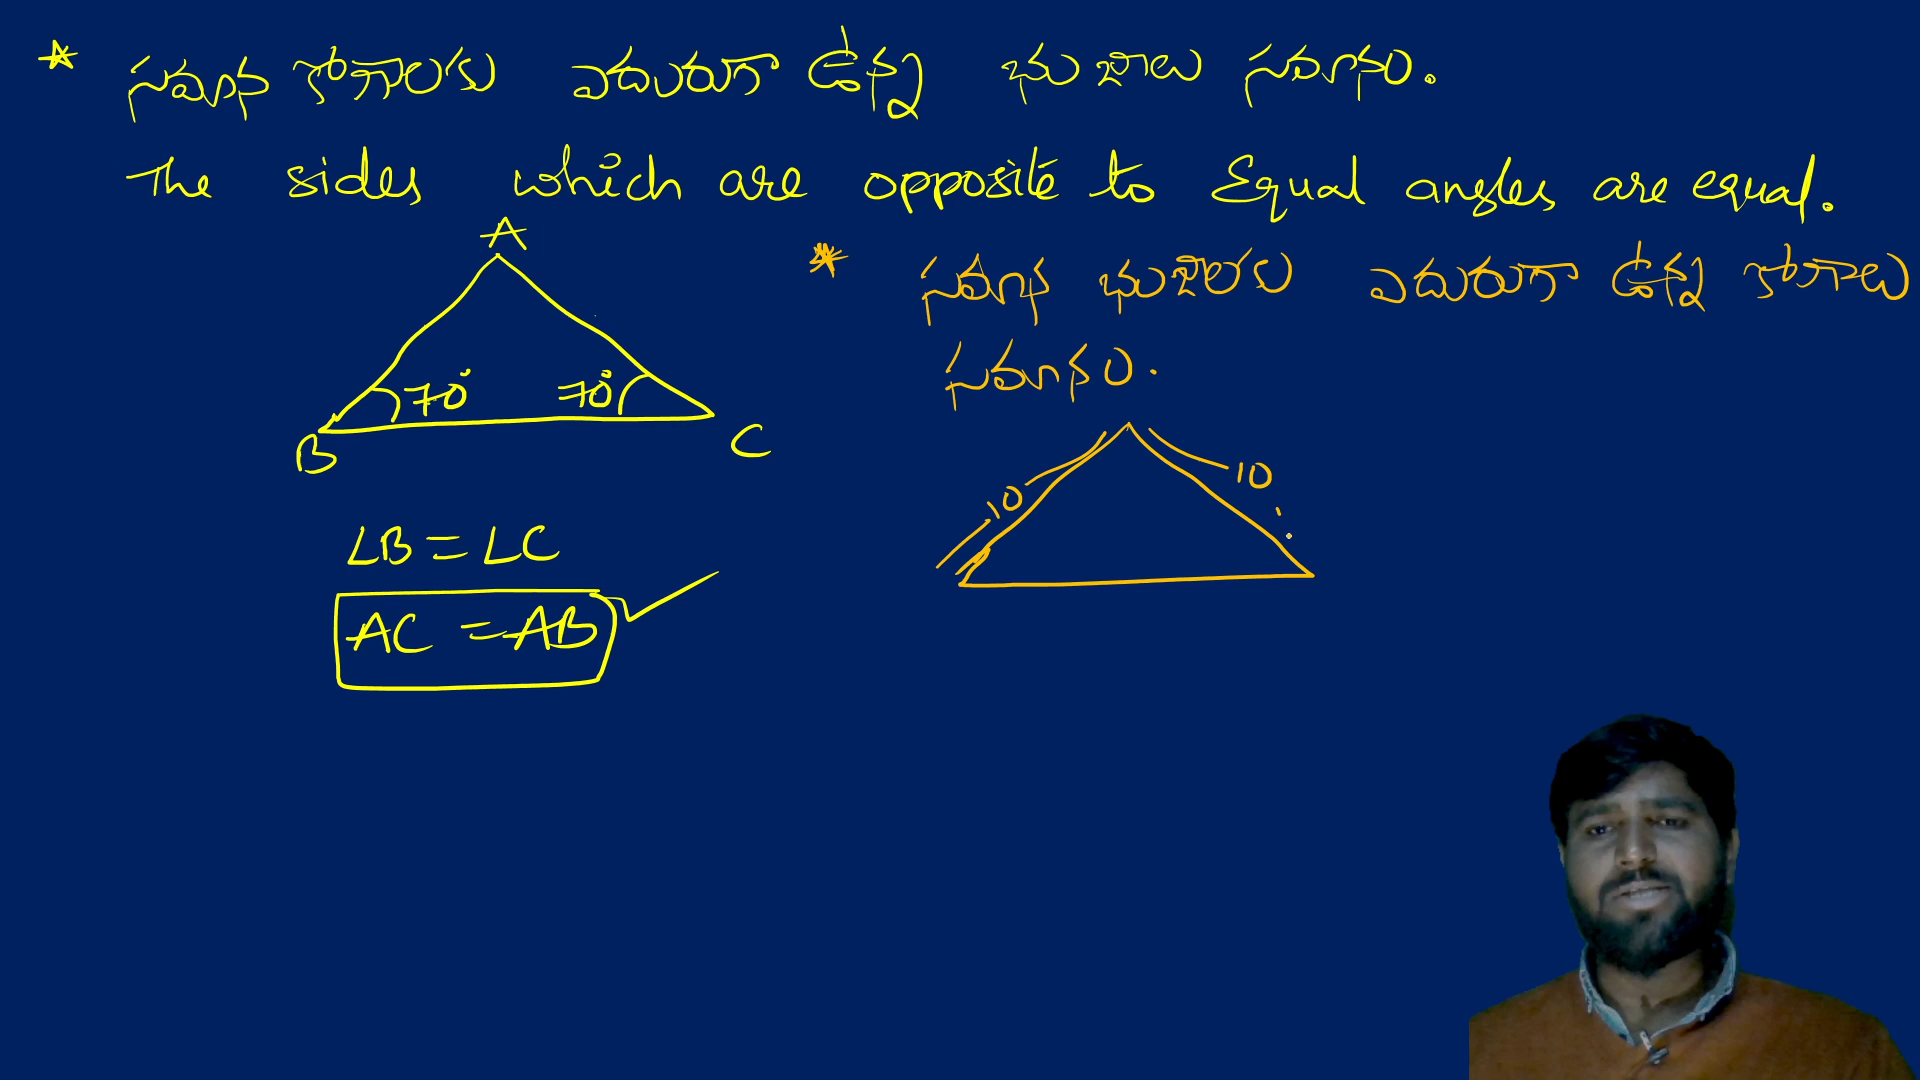 * సమాన కోణాలకు ఎదురుగా ఉన్న భుజాలు సమానం.
The sides which are opposite to Equal angles are equal.
A
70° 70°
B C
∠B = ∠C
AC = AB
* సమాన భుజాలకు ఎదురుగా ఉన్న కోణాలు
సమానం.
10 10